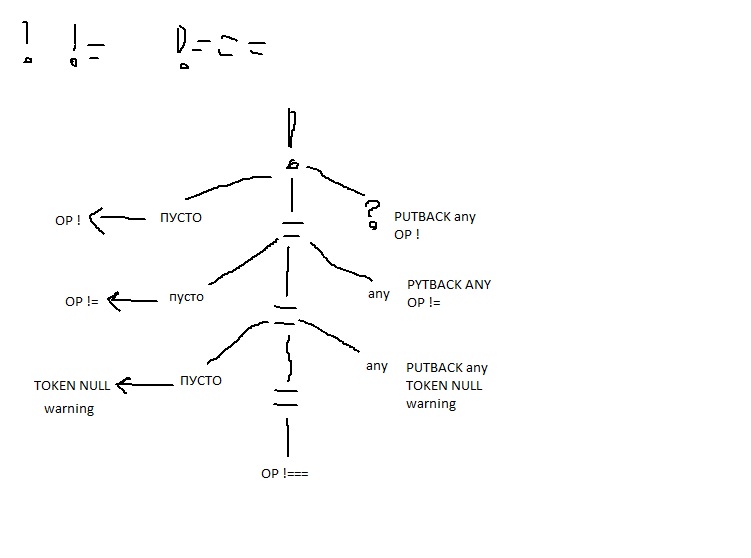 ! != !===
!
OP ! ПУСТО ? PUTBACK any
OP !
=
OP != пусто any PYTBACK ANY
OP !=
=
TOKEN NULL ПУСТО any PUTBACK any
warning TOKEN NULL
warning
=
OP !===